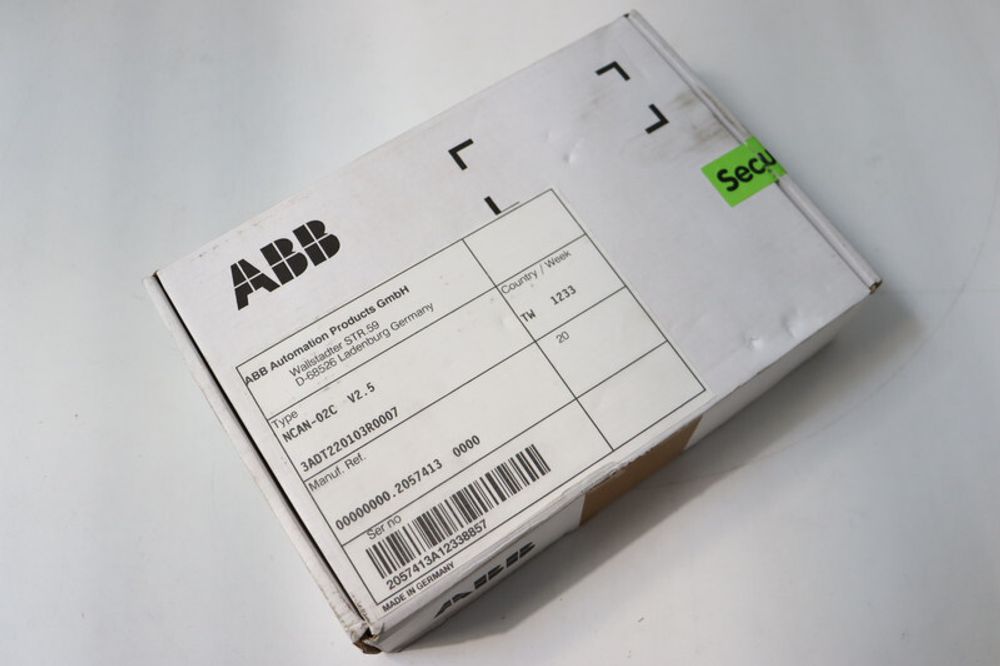 ABB
Secu
ABB Automation Products GmbH
Wallstadter STR.59
D-68526 Ladenburg Germany
Country / Week
TW 1233
Type
NCAN-02C V2.5
20
3ADT220103R0007
Manuf. Ref.
00000000.2057413 0000
Ser no
2057413A12338857
MADE IN GERMANY
ABB